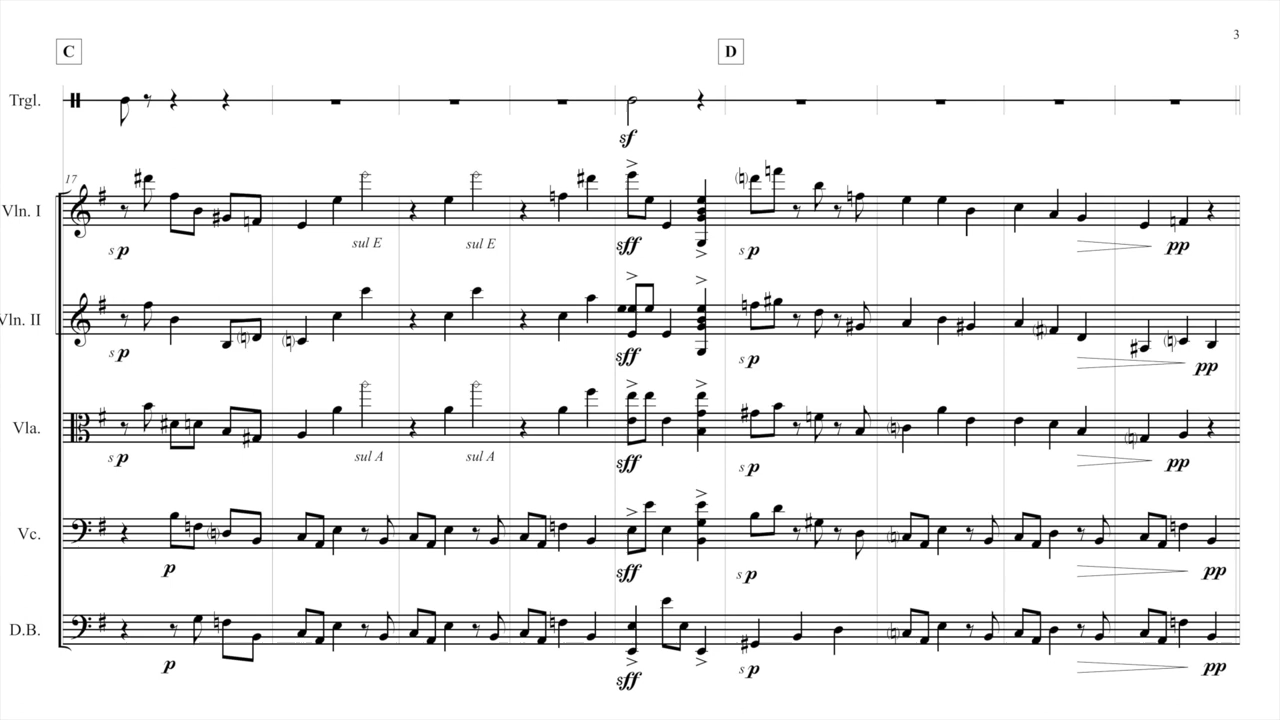 3
C D
Trgl.
sf
17
Vln. I
sul E sul E
sp sff sp pp
Vln. II
sp sff sp pp
Vla.
sul A sul A
sp sff sp pp
Vc.
p sff sp pp
D.B.
p sff sp pp